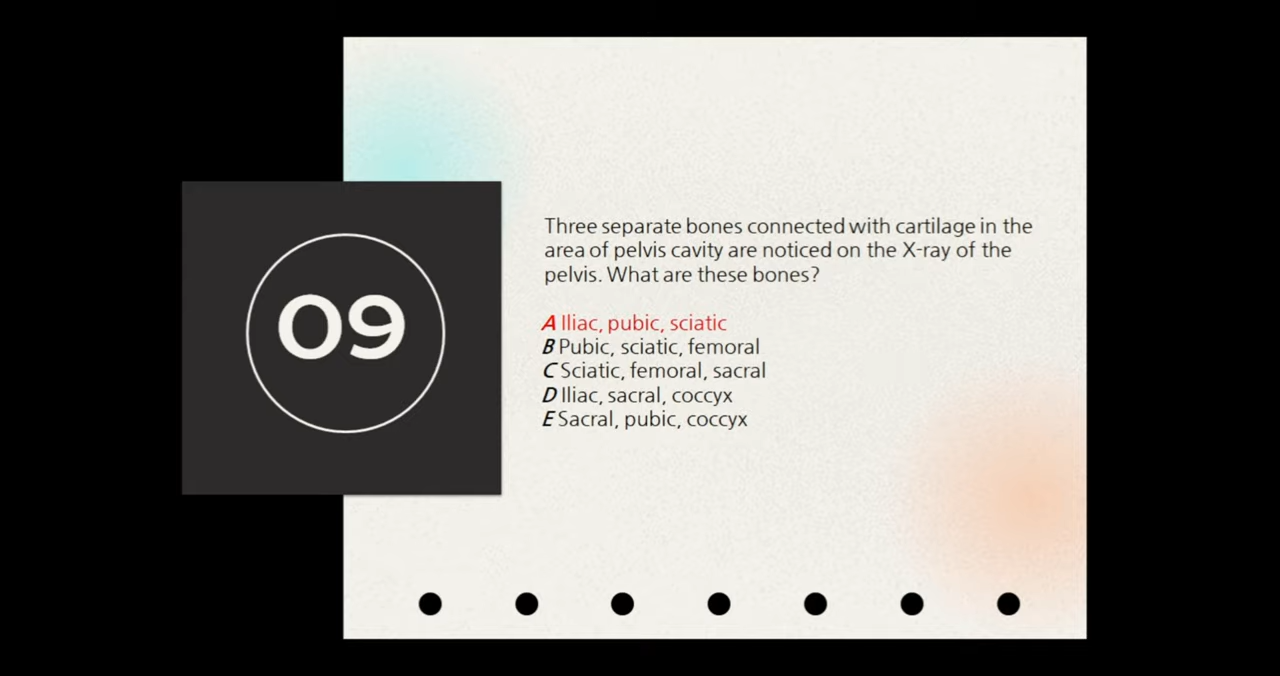 09
Three separate bones connected with cartilage in the
area of pelvis cavity are noticed on the X-ray of the
pelvis. What are these bones?
A Iliac, pubic, sciatic
B Pubic, sciatic, femoral
C Sciatic, femoral, sacral
D Iliac, sacral, coccyx
E Sacral, pubic, coccyx